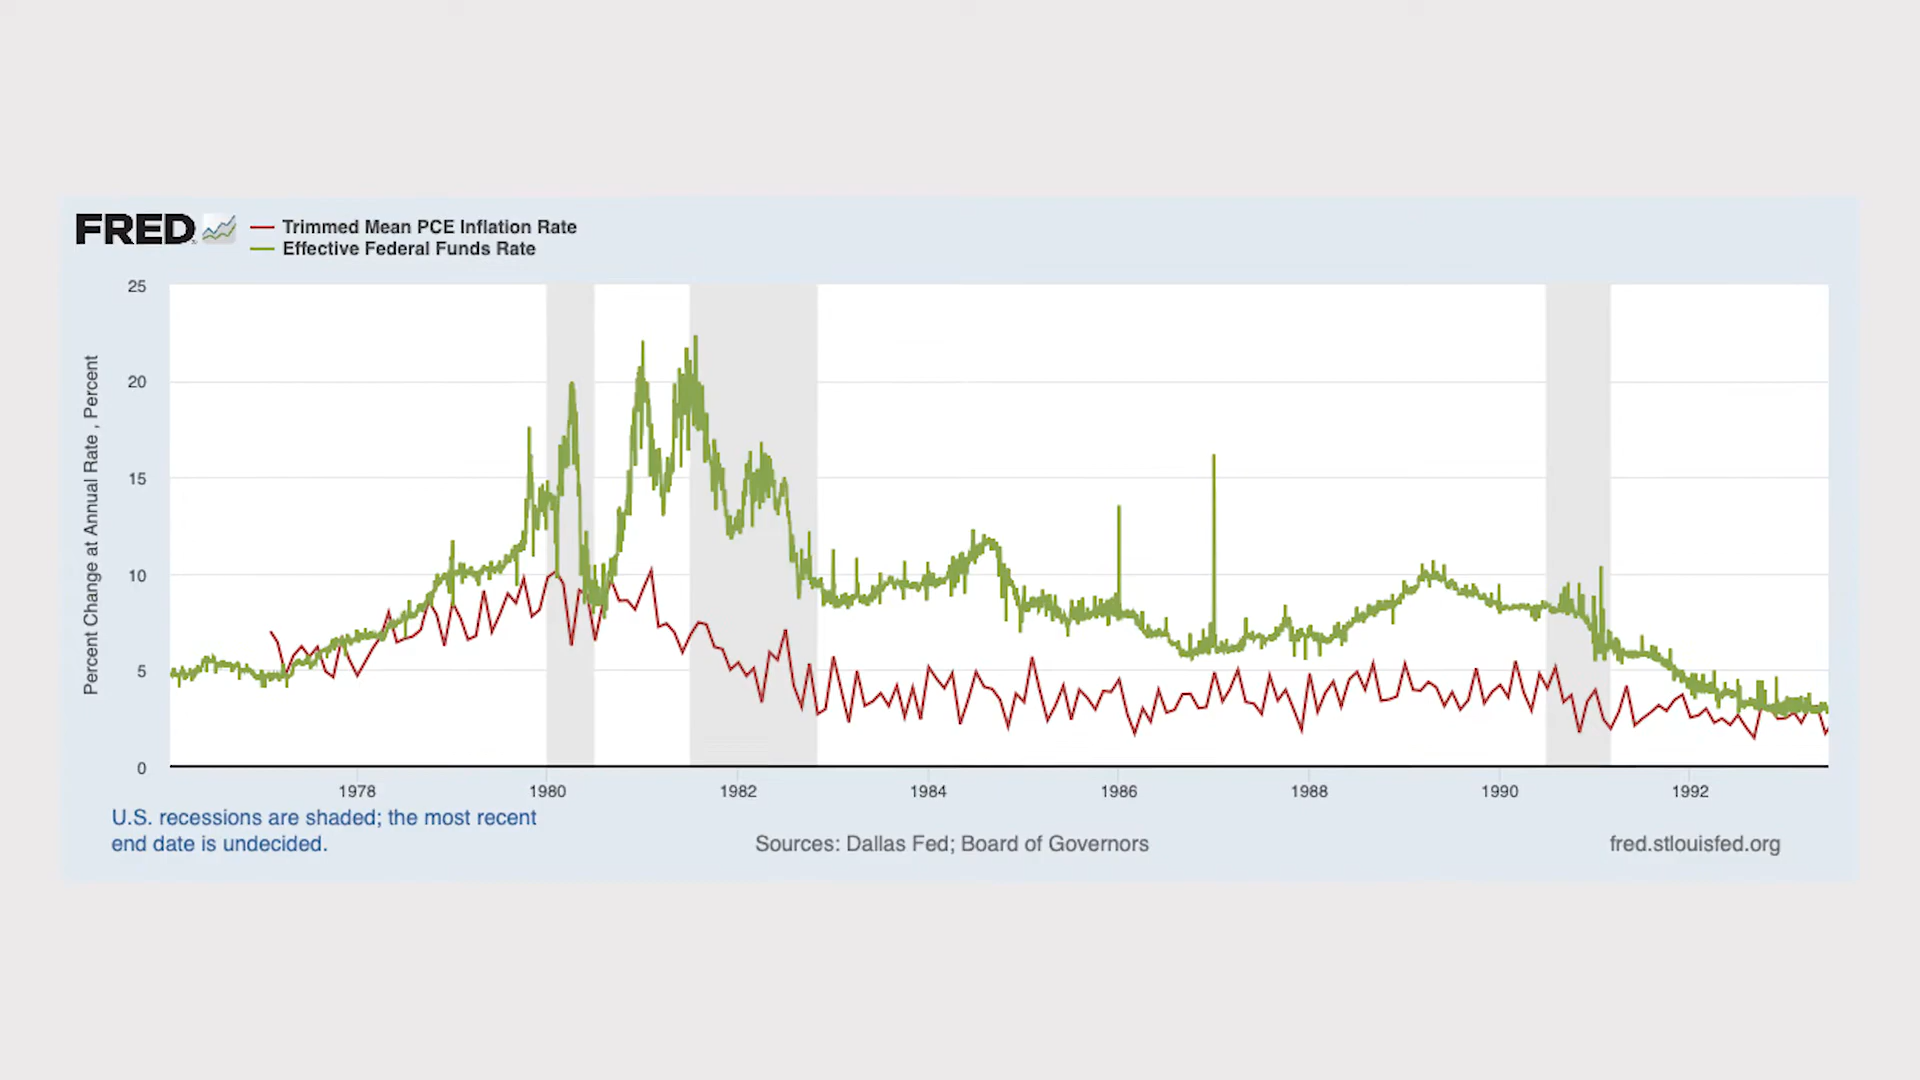 FRED
Trimmed Mean PCE Inflation Rate
Effective Federal Funds Rate
Percent Change at Annual Rate , Percent
25
20
15
10
5
0
1978 1980 1982 1984 1986 1988 1990 1992
U.S. recessions are shaded; the most recent
end date is undecided.
Sources: Dallas Fed; Board of Governors
fred.stlouisfed.org